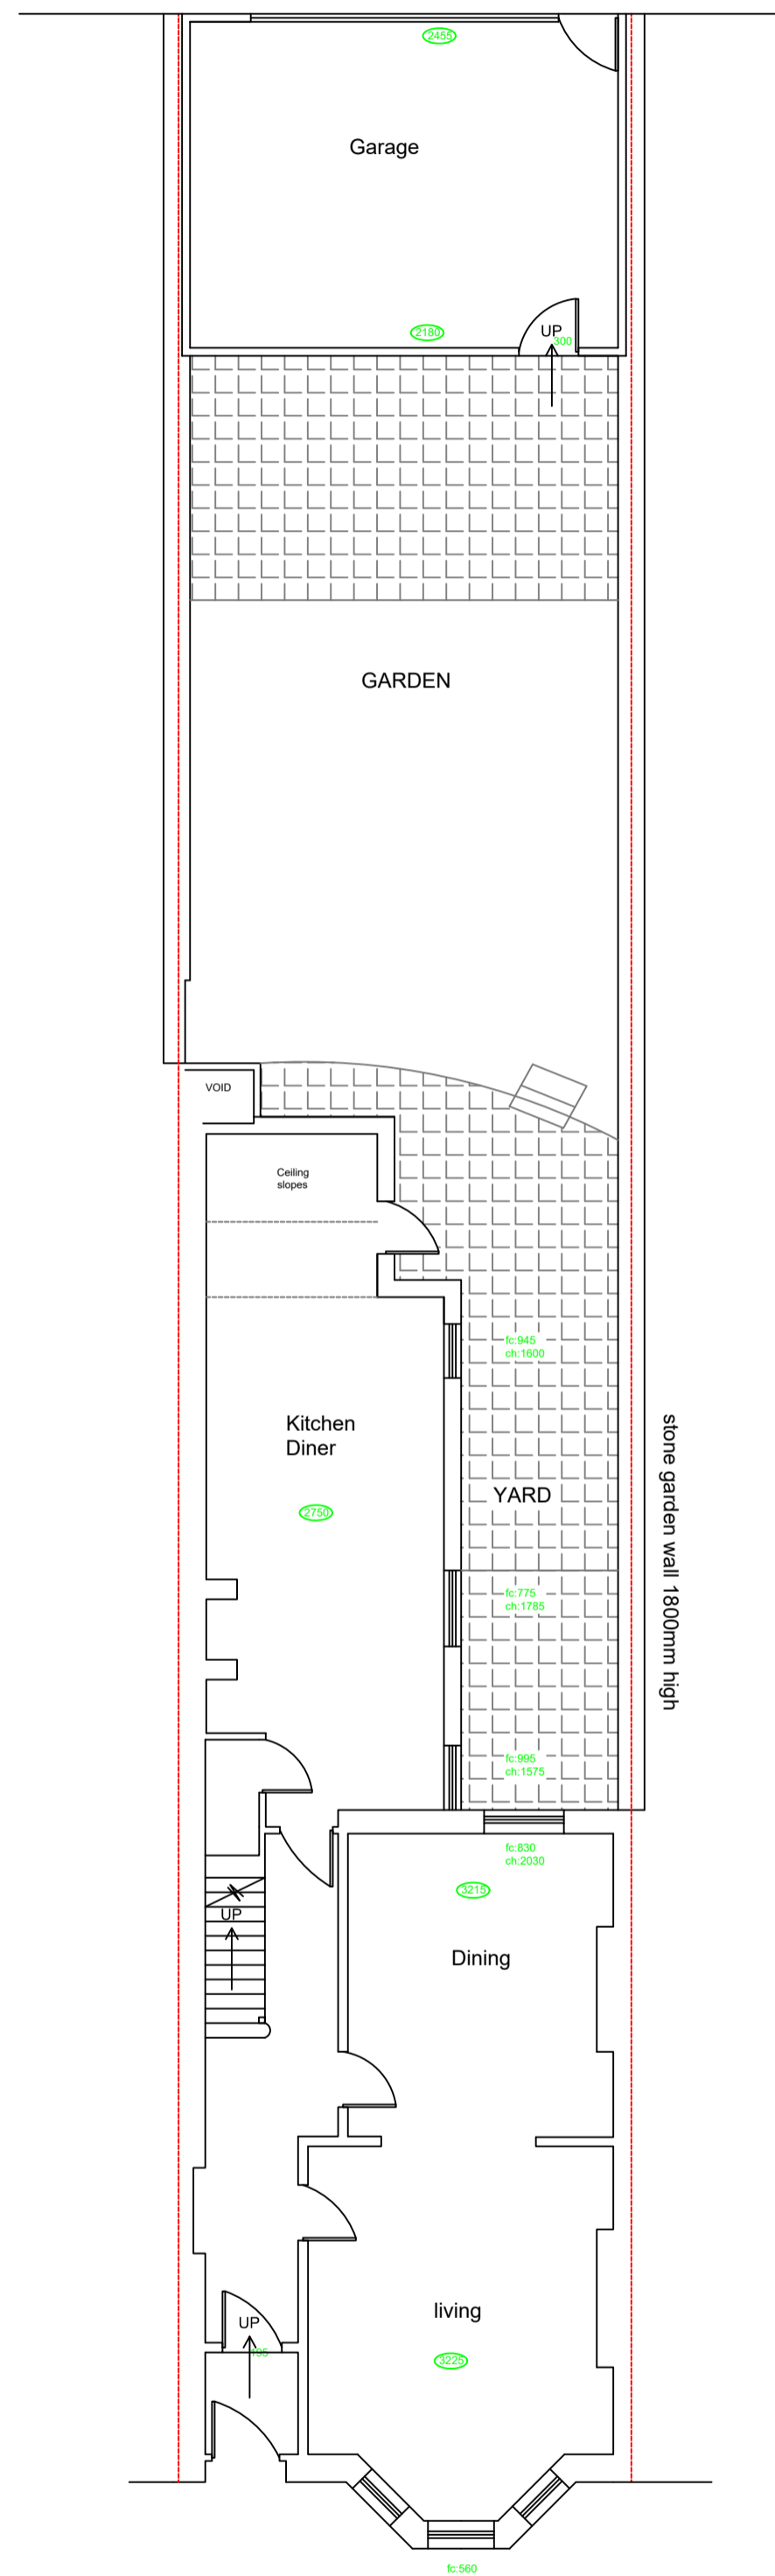 2455
Garage
2180
UP
300
GARDEN
VOID
Ceiling
slopes
fc:945
ch:1600
Kitchen
Diner
YARD
2750
stone garden wall 1800mm high
fc:775
ch:1785
fc:995
ch:1575
fc:830
ch:2030
3215
UP
Dining
living
UP
195
3225
fc:560